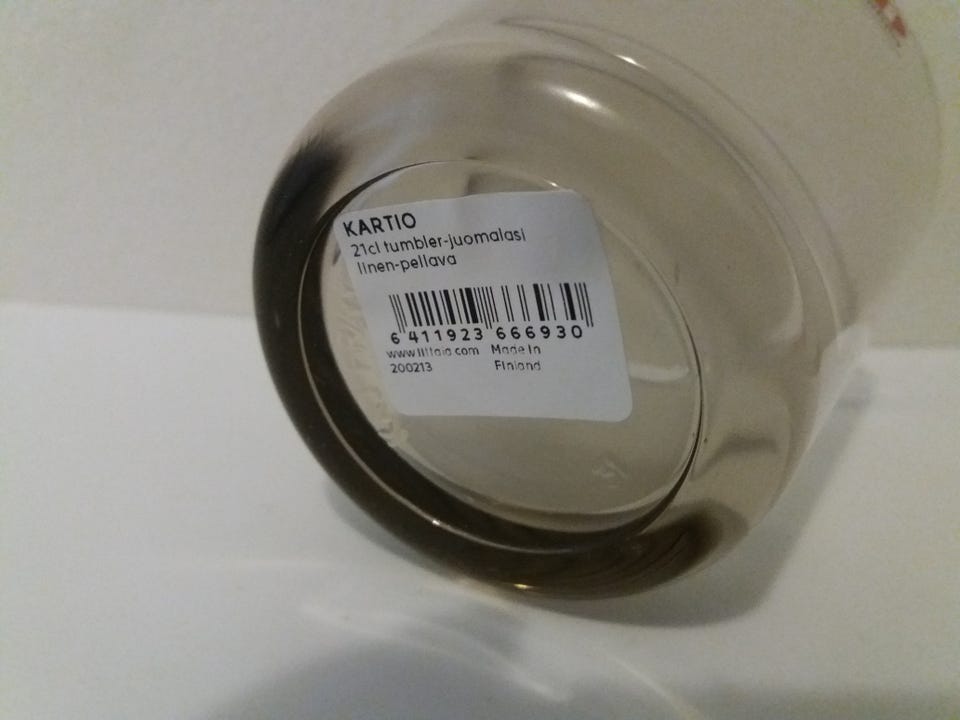 KARTIO
21cl tumbler-juomalasi
linen-pellava
6 411923 666930
www.iittala.com Made in
200213 Finland